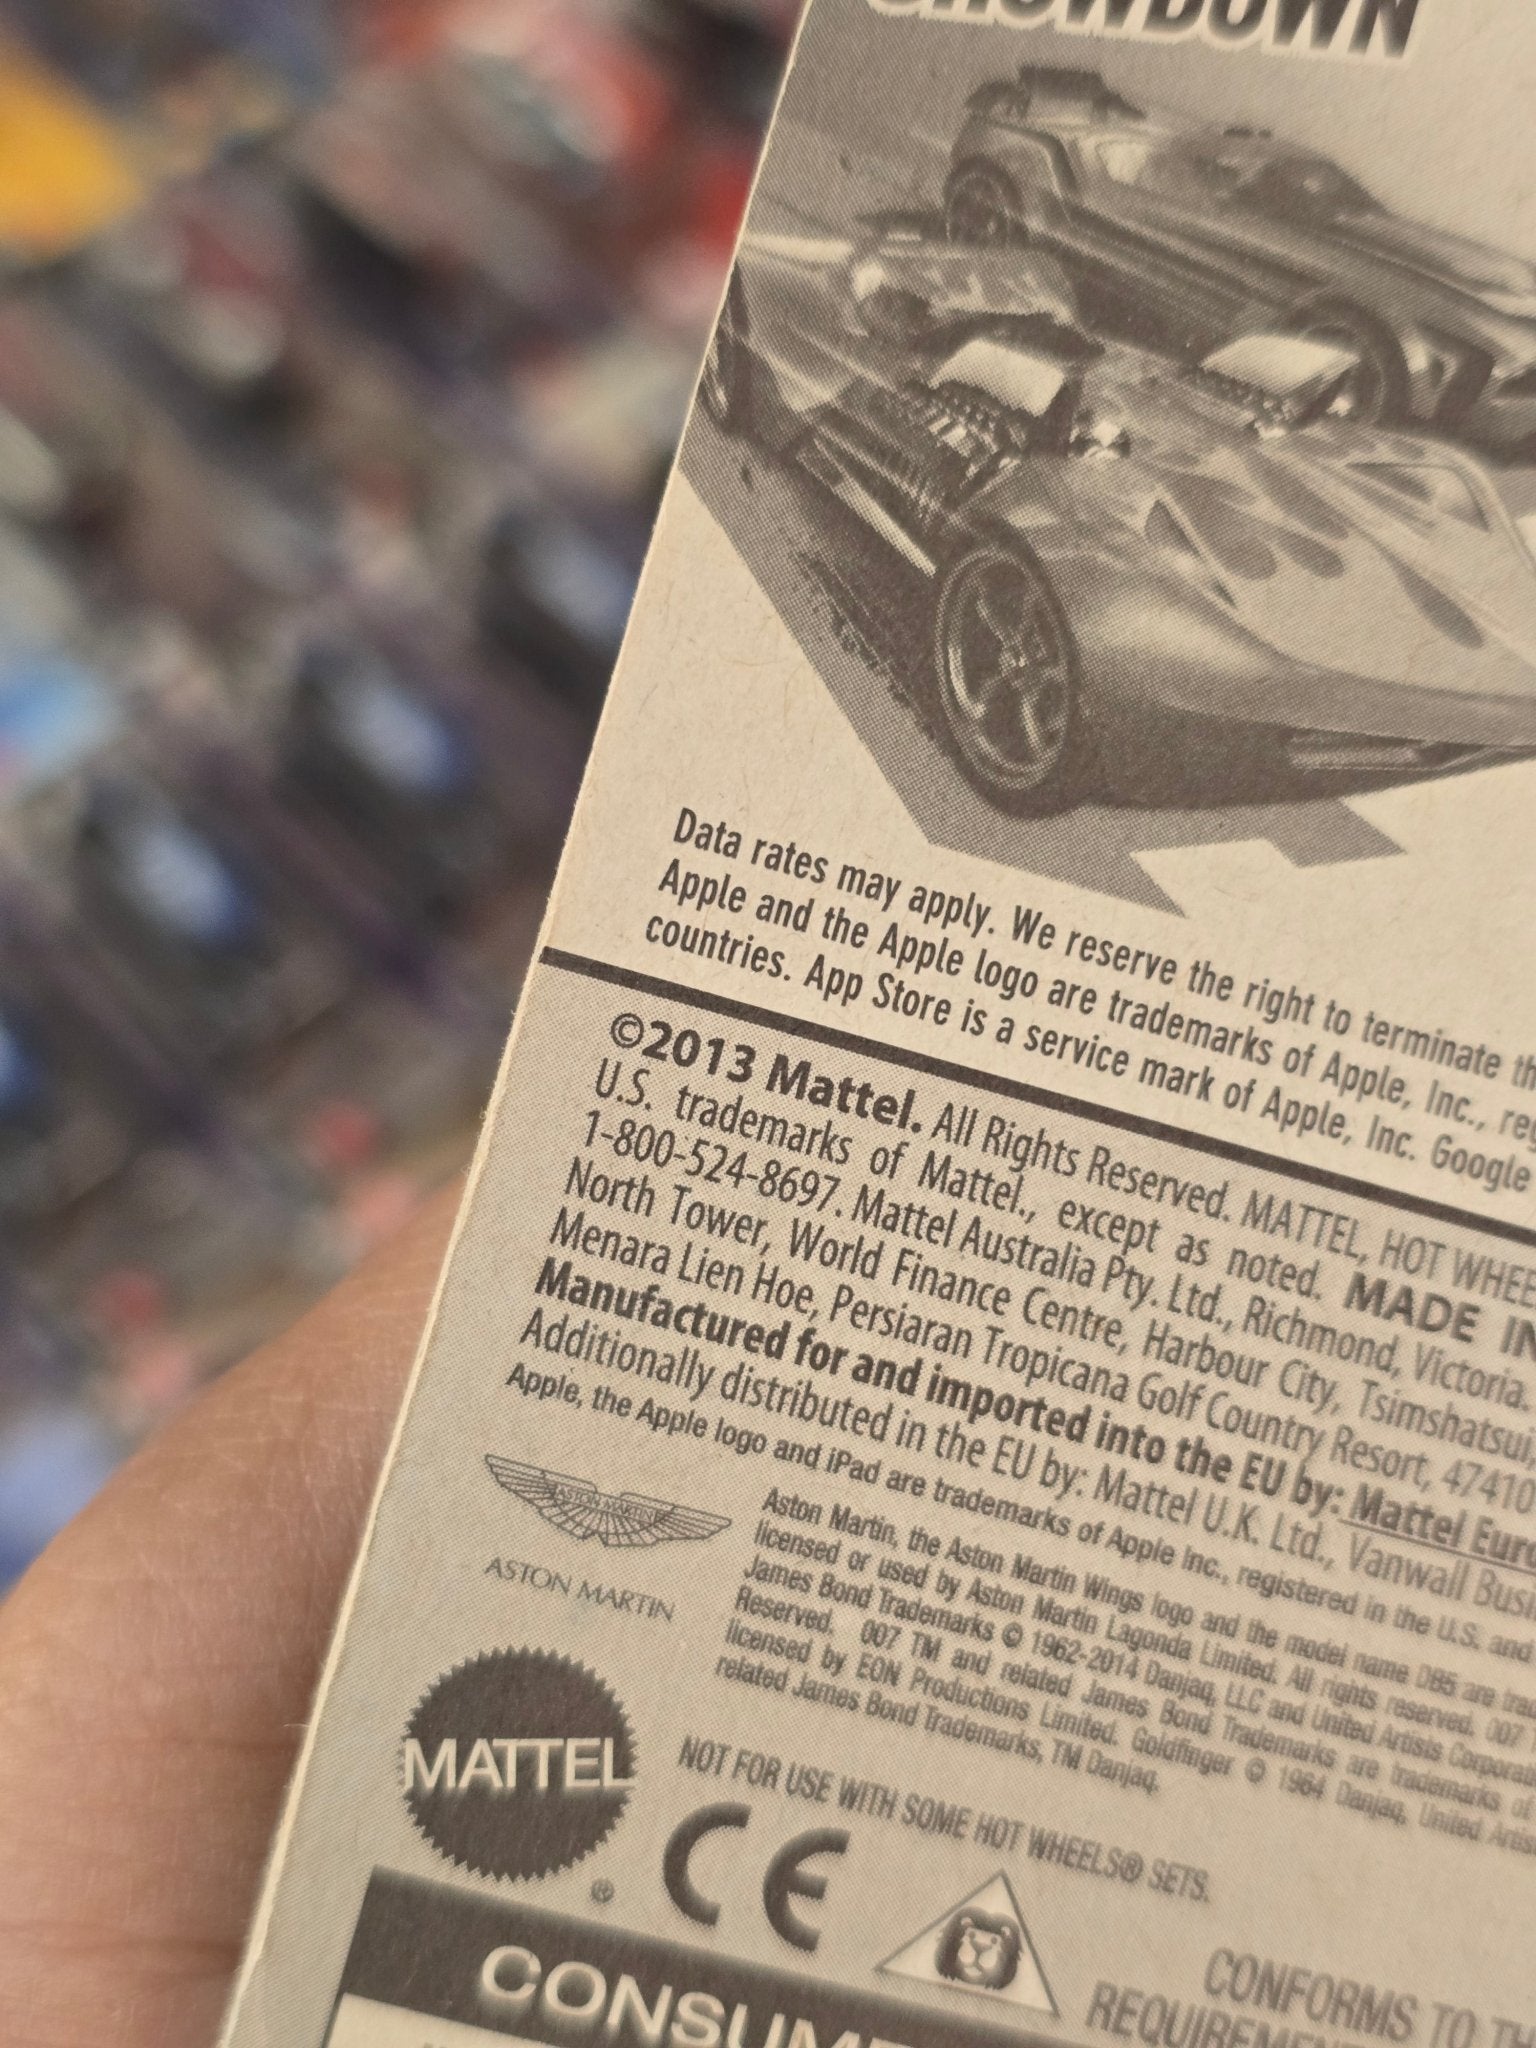 SHOWDOWN
Data rates may apply. We reserve the right to terminate
Apple and the Apple logo are trademarks of Apple, Inc.,
countries. App Store is a service mark of Apple, Inc. Google
©2013 Mattel. All Rights Reserved. MATTEL, HOT WHEE
U.S. trademarks of Mattel., except as noted. MADE IN
1-800-524-8697. Mattel Australia Pty. Ltd., Richmond, Victoria.
North Tower, World Finance Centre, Harbour City, Tsimshatsui,
Menara Lien Hoe, Persiaran Tropicana Golf Country Resort, 47410
Manufactured for and imported into the EU by: Mattel Euro
Additionally distributed in the EU by: Mattel U.K. Ltd., Vanwall Busi
Apple, the Apple logo and iPad are trademarks of Apple Inc., registered in the U.S. and
ASTON MARTIN
ASTON MARTIN
Aston Martin, the Aston Martin Wings logo and the model name DB5 are
licensed or used by Aston Martin Lagonda Limited. All rights reserved. 007
James Bond Trademarks © 1962-2014 Danjaq, LLC and United Artists Corporat
Reserved. 007 TM and related James Bond Trademarks are trademarks of
licensed by EON Productions Limited. Goldfinger © 1964 Danjaq, United Artis
related James Bond Trademarks, TM Danjaq.
MATTEL
®
NOT FOR USE WITH SOME HOT WHEELS® SETS.
CE
CONFORMS TO TH
REQUIREMEN
CONSUME